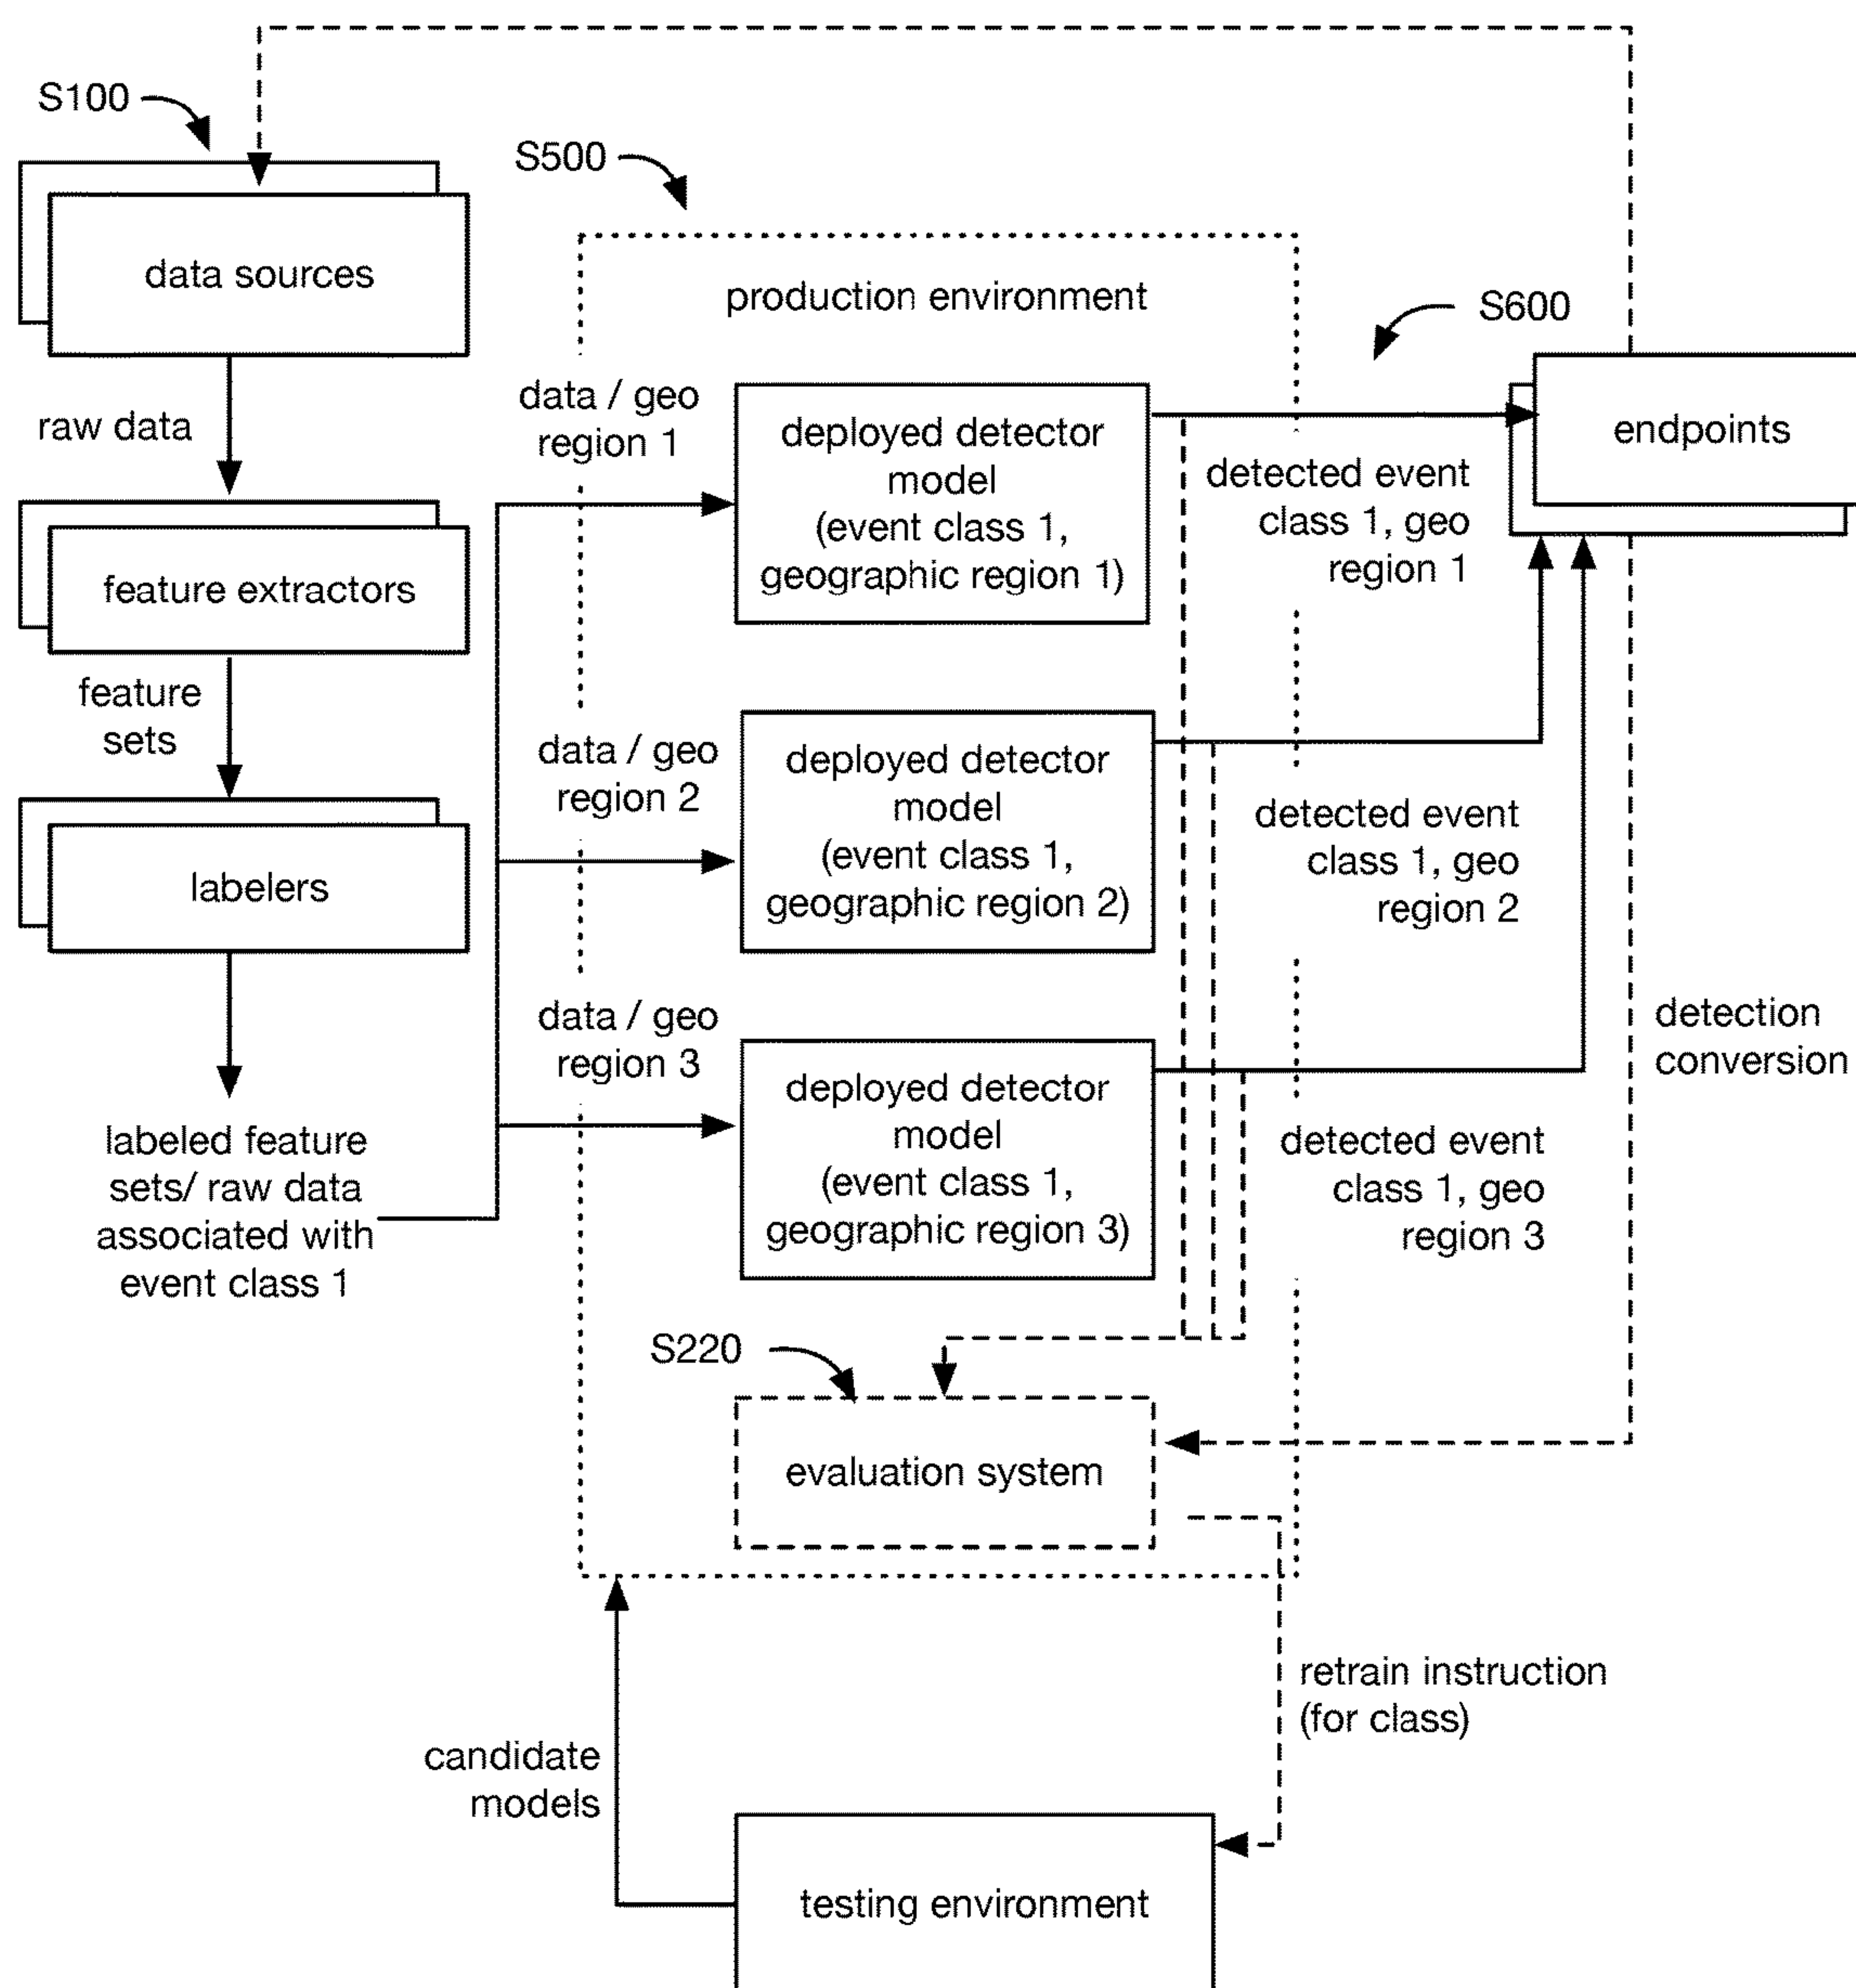 S100
data sources
raw data
feature extractors
feature
sets
labelers
labeled feature
sets/ raw data
associated with
event class 1
S500
production environment
data / geo
region 1
deployed detector
model
(event class 1,
geographic region 1)
data / geo
region 2
deployed detector
model
(event class 1,
geographic region 2)
data / geo
region 3
deployed detector
model
(event class 1,
geographic region 3)
S600
endpoints
detected event
class 1, geo
region 1
detected event
class 1, geo
region 2
detected event
class 1, geo
region 3
detection
conversion
S220
evaluation system
retrain instruction
(for class)
candidate
models
testing environment